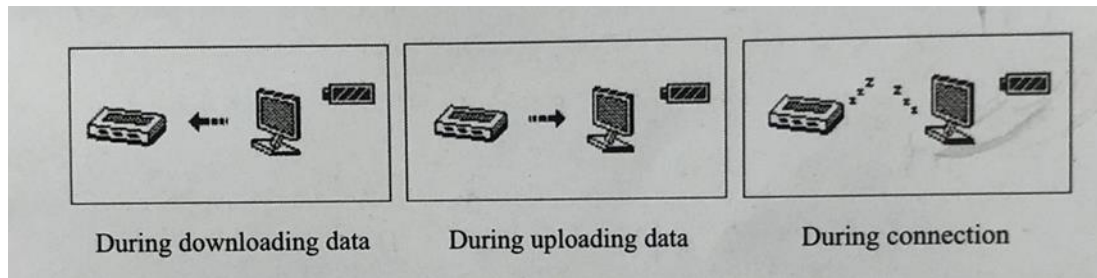 z z z
z z z
During downloading data
During uploading data
During connection